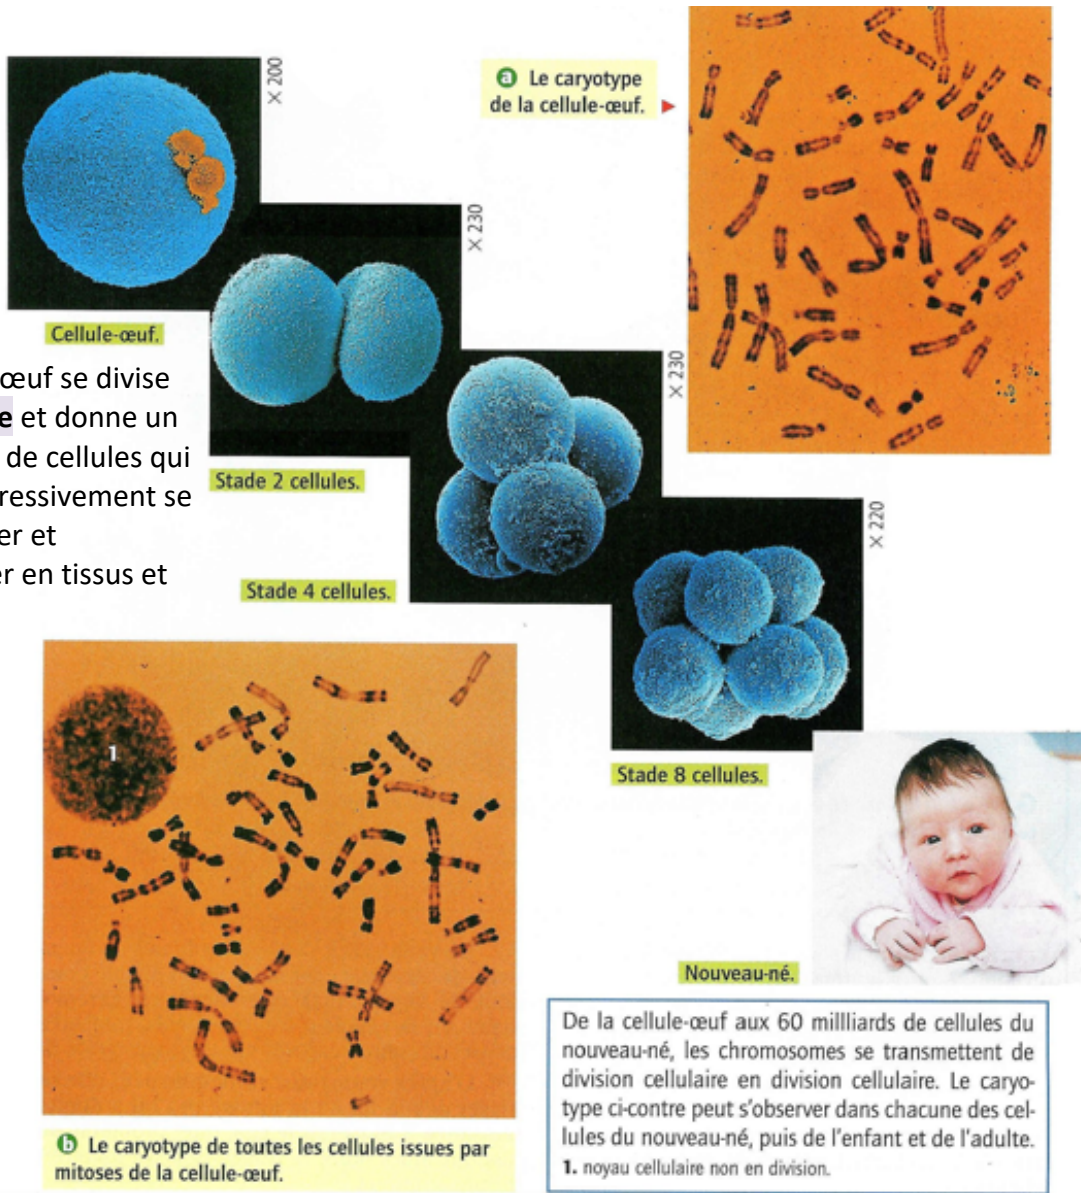 × 200
a Le caryotype
de la cellule-œuf.
× 230
Cellule-œuf.
œuf se divise
e et donne un
de cellules qui
ressivement se
er et
er en tissus et
× 230
Stade 2 cellules.
× 220
Stade 4 cellules.
1
Stade 8 cellules.
Nouveau-né.
De la cellule-œuf aux 60 millliards de cellules du
nouveau-né, les chromosomes se transmettent de
division cellulaire en division cellulaire. Le caryo-
type ci-contre peut s'observer dans chacune des cel-
lules du nouveau-né, puis de l'enfant et de l'adulte.
1. noyau cellulaire non en division.
b Le caryotype de toutes les cellules issues par
mitoses de la cellule-œuf.